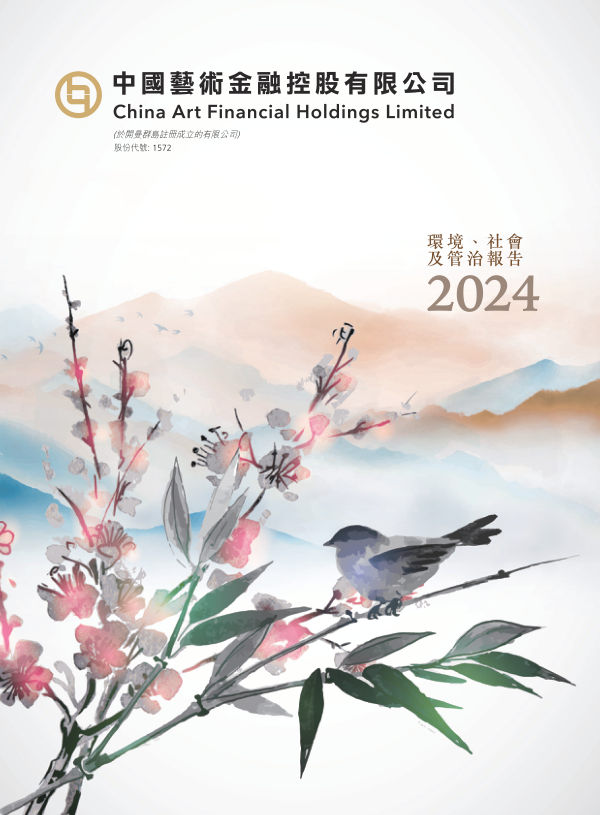 中國藝術金融控股有限公司
China Art Financial Holdings Limited
(於開曼群島註冊成立的有限公司)
股份代號: 1572
環境、社會
及管治報告
2024